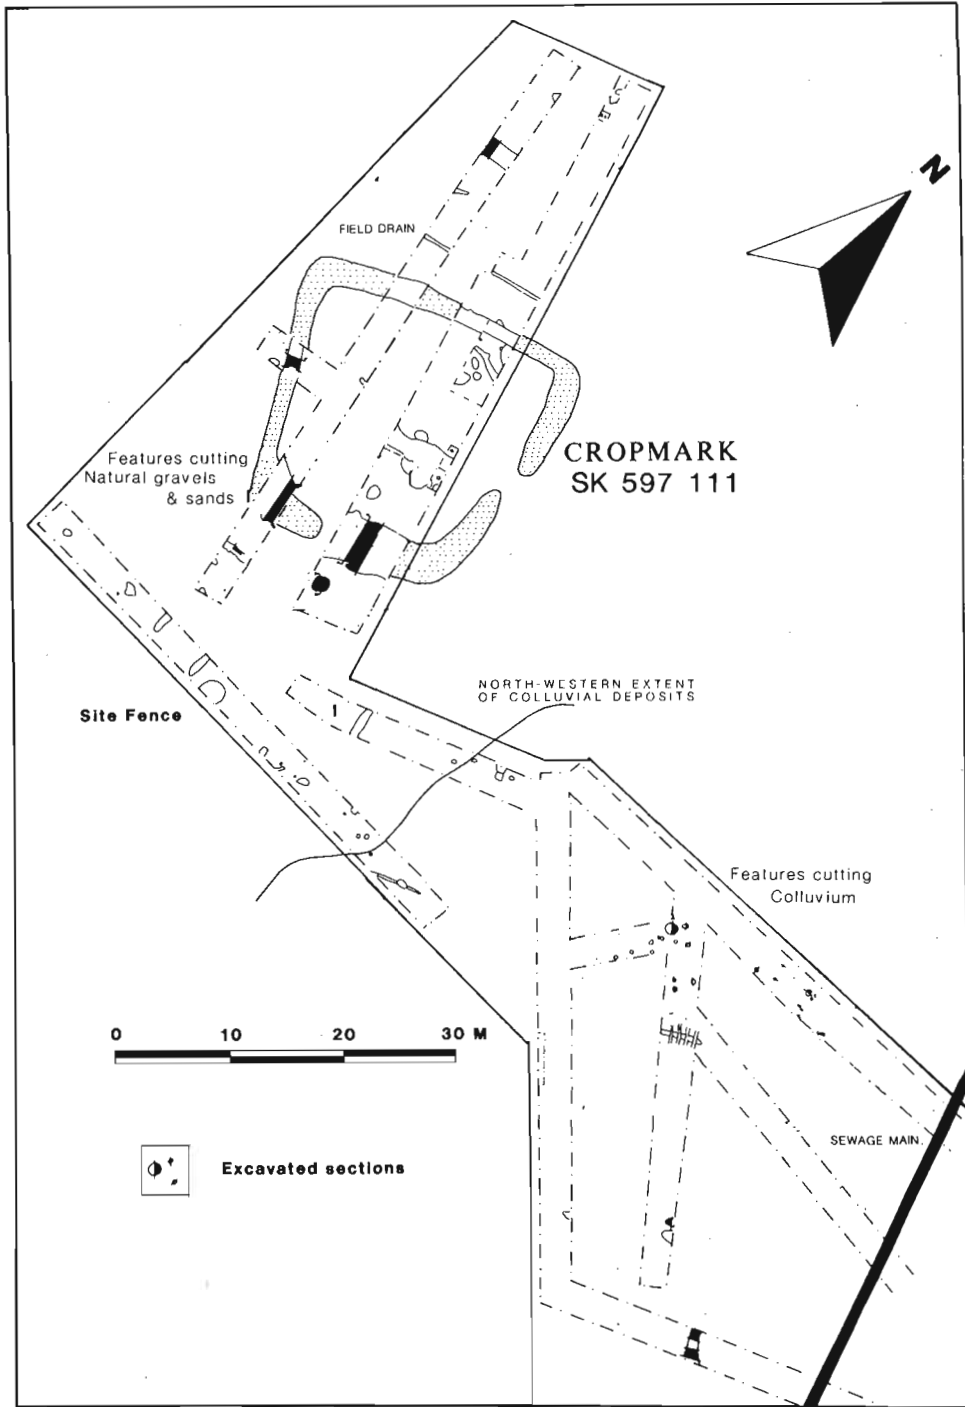 N
FIELD DRAIN
CROPMARK
SK 597 111
Features cutting
Natural gravels
& sands
NORTH-WESTERN EXTENT
OF COLLUVIAL DEPOSITS
Site Fence
Features cutting
Colluvium
0 10 20 30 M
SEWAGE MAIN.
Excavated sections